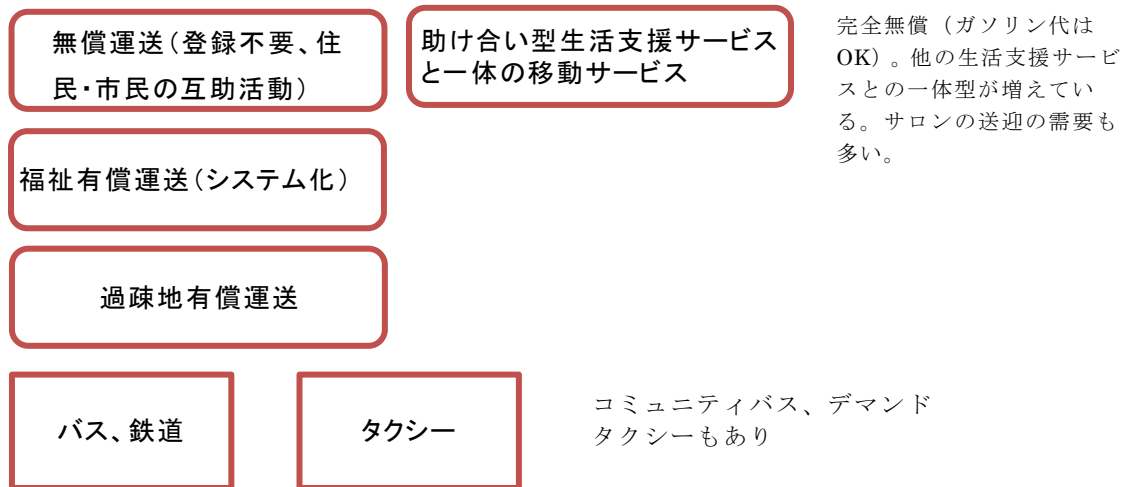 無償運送（登録不要、住
民・市民の互助活動）
助け合い型生活支援サービス
と一体の移動サービス
完全無償（ガソリン代は
OK）。他の生活支援サービ
スとの一体型が増えてい
る。サロンの送迎の需要も
多い。
福祉有償運送（システム化）
過疎地有償運送
バス、鉄道
タクシー
コミュニティバス、デマンド
タクシーもあり